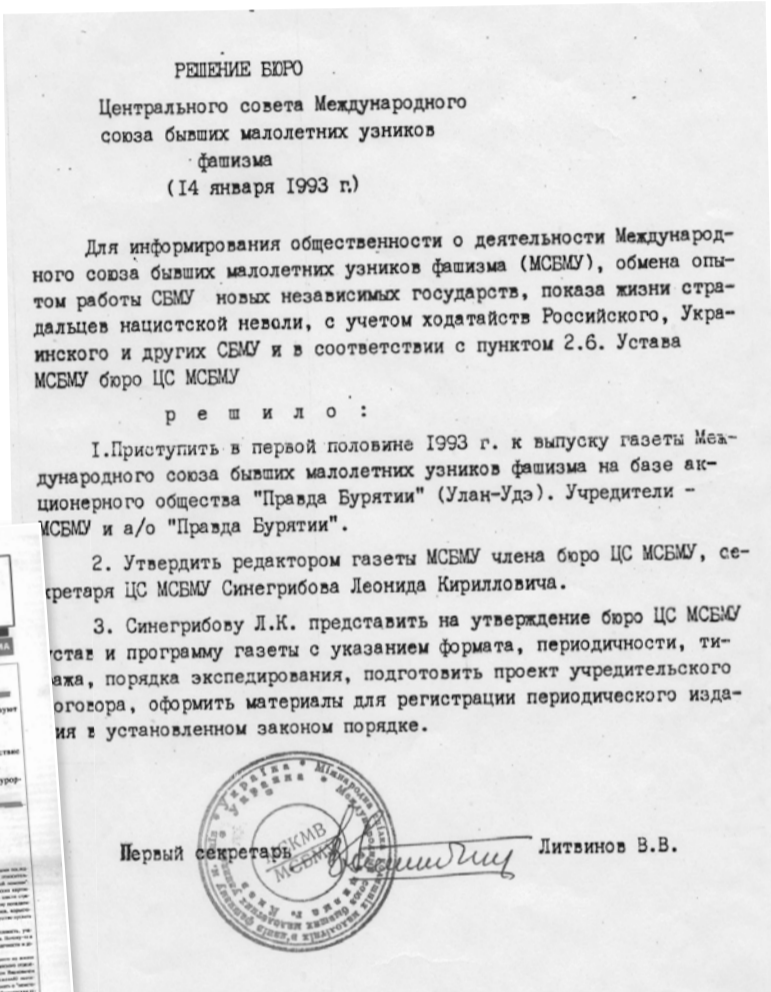 РЕШЕНИЕ БЮРО
Центрального совета Международного
союза бывших малолетних узников
фашизма
(14 января 1993 г.)
Для информирования общественности о деятельности Международ-
ного союза бывших малолетних узников фашизма (МСБМУ), обмена опы-
том работы СБМУ новых независимых государств, показа жизни стра-
дальцев нацистской неволи, с учетом ходатайств Российского, Укра-
инского и других СБМУ и в соответствии с пунктом 2.6. Устава
МСБМУ бюро ЦС МСБМУ
р е ш и л о :
1.Приступить в первой половине 1993 г. к выпуску газеты Меж-
дународного союза бывших малолетних узников фашизма на базе ак-
ционерного общества "Правда Бурятии" (Улан-Удэ). Учредители -
МСБМУ и а/о "Правда Бурятии".
2. Утвердить редактором газеты МСБМУ члена бюро ЦС МСБМУ, се-
кретаря ЦС МСБМУ Синегрибова Леонида Кирилловича.
3. Синегрибову Л.К. представить на утверждение бюро ЦС МСБМУ
устав и программу газеты с указанием формата, периодичности, ти-
ажа, порядка экспедирования, подготовить проект учредительского
оговора, оформить материалы для регистрации периодического изда-
ия в установленном законом порядке.
Первый секретарь Литвинов В.В.
Україна
Украина
МСКМВ
МСБМУ